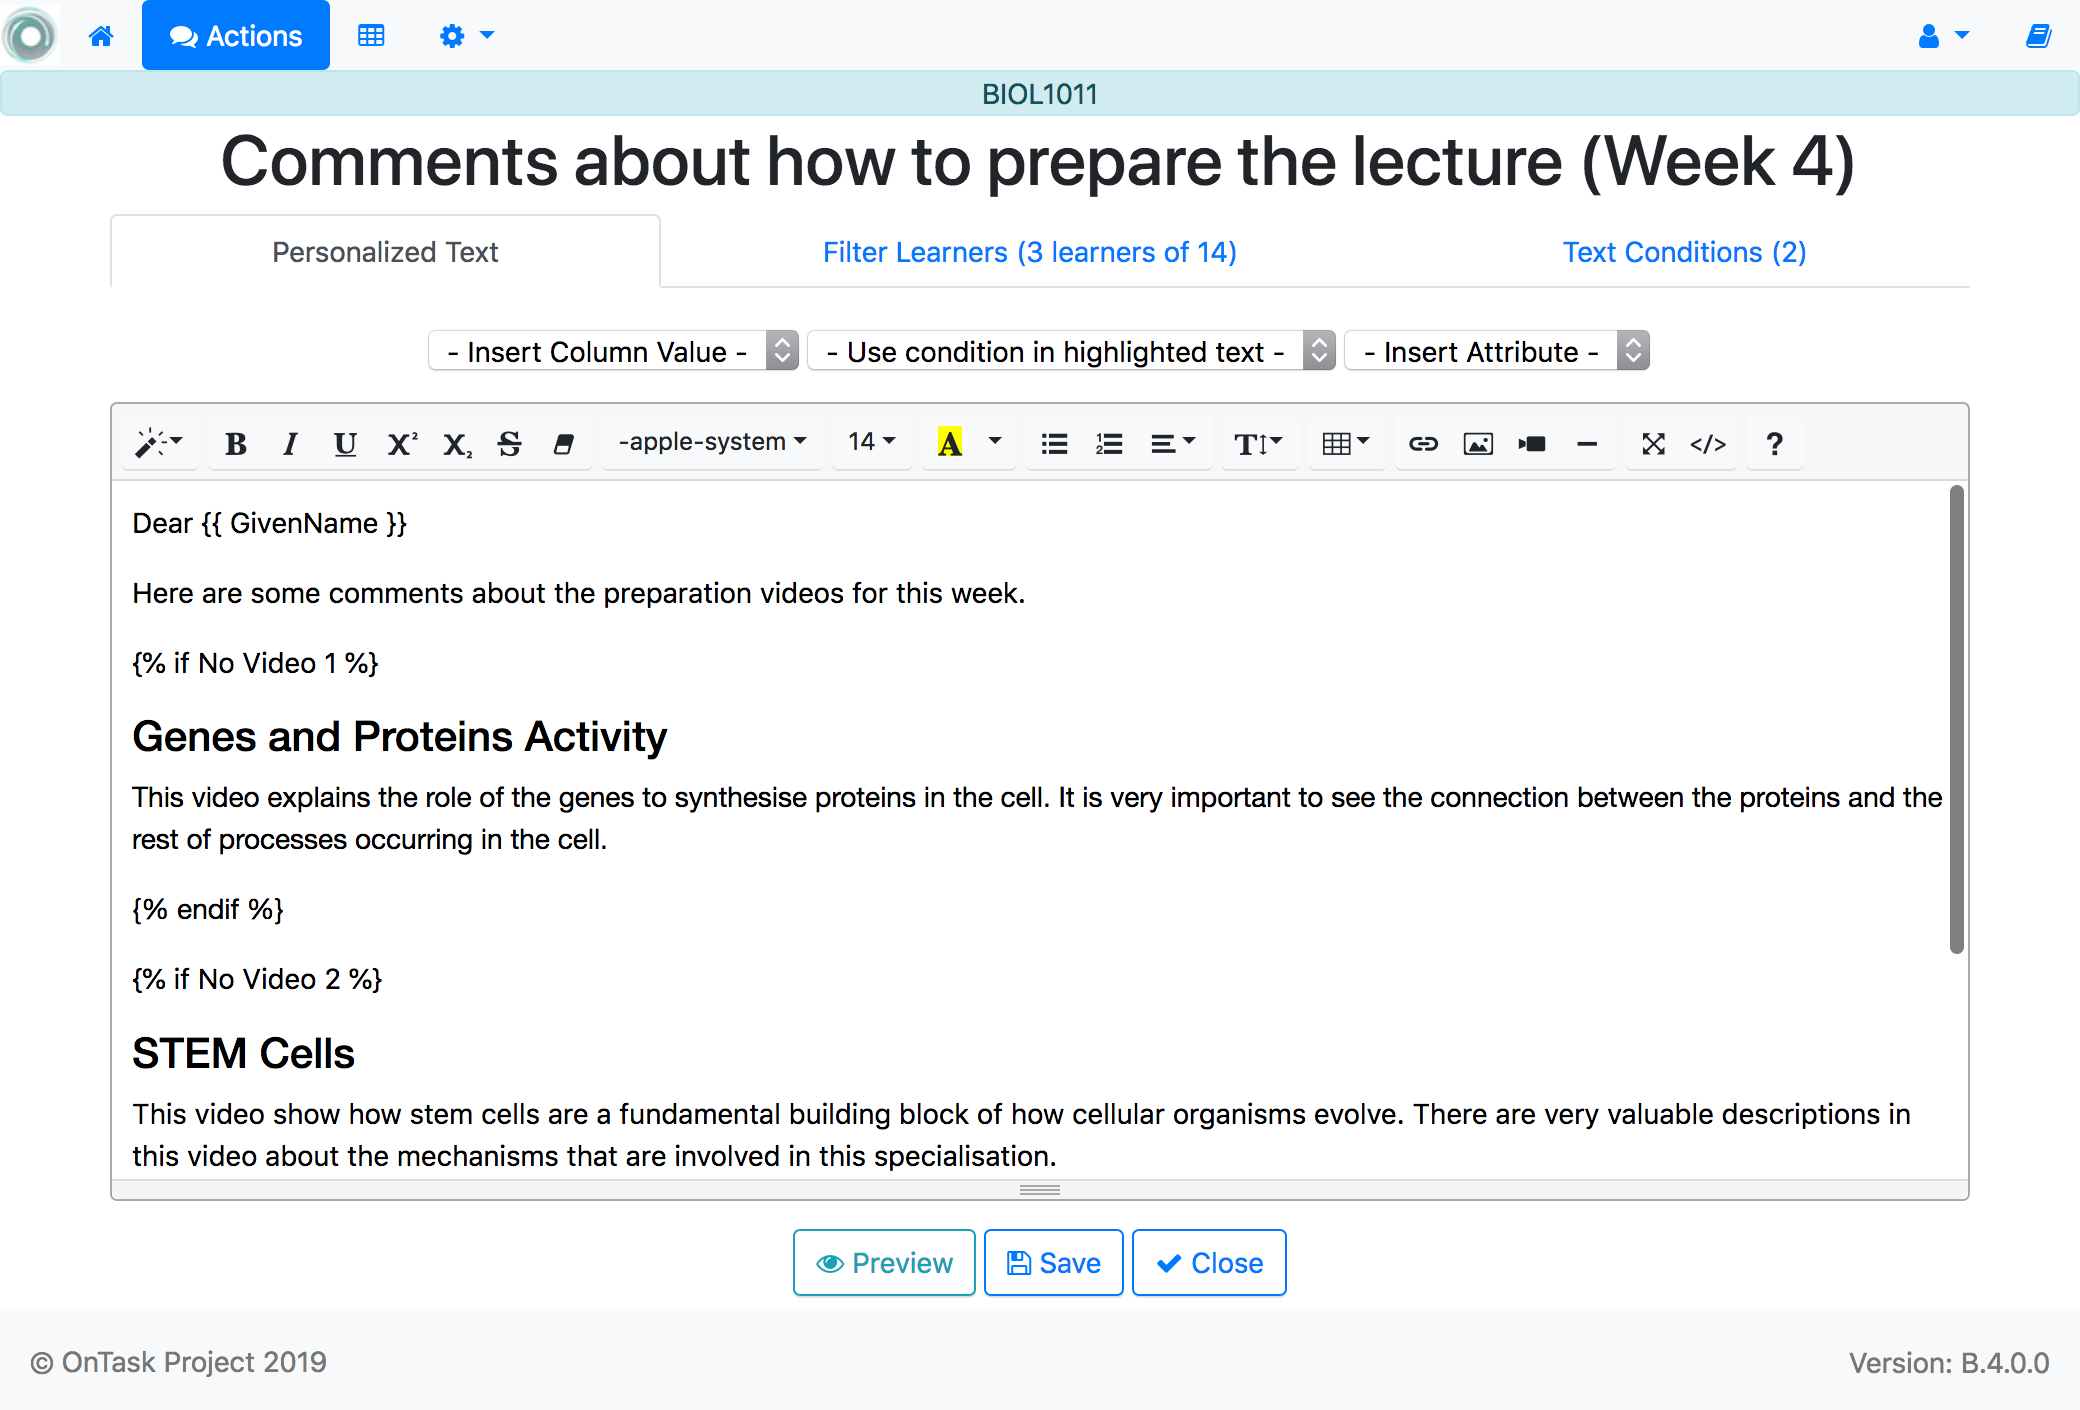 Actions
BIOL1011
Comments about how to prepare the lecture (Week 4)
Personalized Text
Filter Learners (3 learners of 14)
Text Conditions (2)
- Insert Column Value -
- Use condition in highlighted text -
- Insert Attribute -
B I U X² X₂ S -apple-system 14 A T </> ?
Dear {{ GivenName }}
Here are some comments about the preparation videos for this week.
{% if No Video 1 %}
Genes and Proteins Activity
This video explains the role of the genes to synthesise proteins in the cell. It is very important to see the connection between the proteins and the
rest of processes occurring in the cell.
{% endif %}
{% if No Video 2 %}
STEM Cells
This video show how stem cells are a fundamental building block of how cellular organisms evolve. There are very valuable descriptions in
this video about the mechanisms that are involved in this specialisation.
Preview
Save
Close
© OnTask Project 2019
Version: B.4.0.0